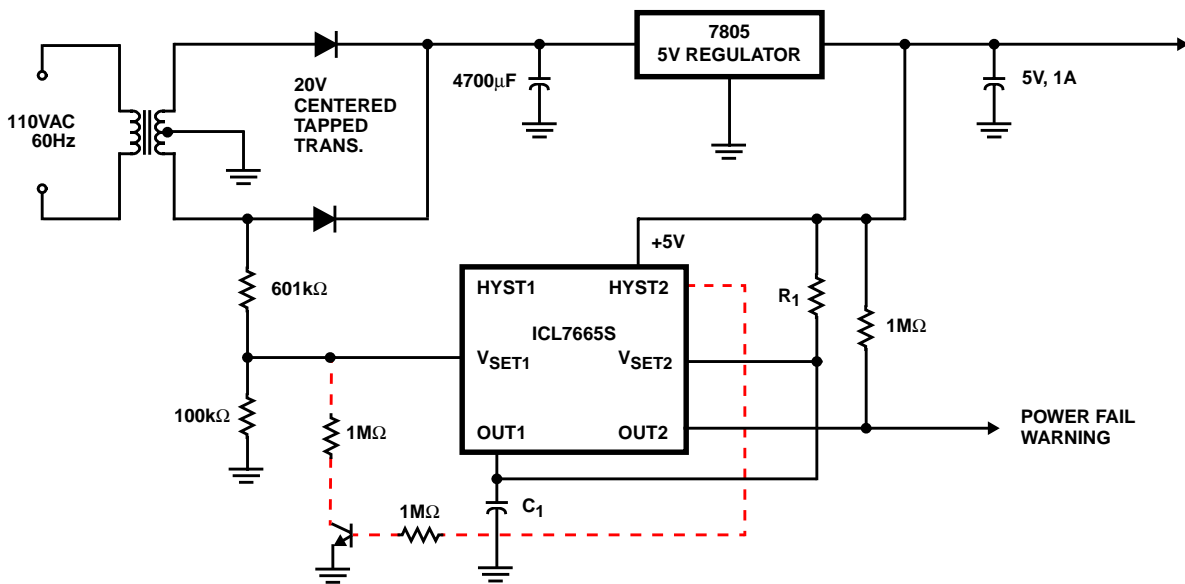 7805
5V REGULATOR
4700µF
5V, 1A
20V
CENTERED
TAPPED
TRANS.
110VAC
60Hz
+5V
601kΩ
HYST1
HYST2
R1
ICL7665S
1MΩ
VSET1
VSET2
100kΩ
1MΩ
OUT1
OUT2
POWER FAIL
WARNING
C1
1MΩ